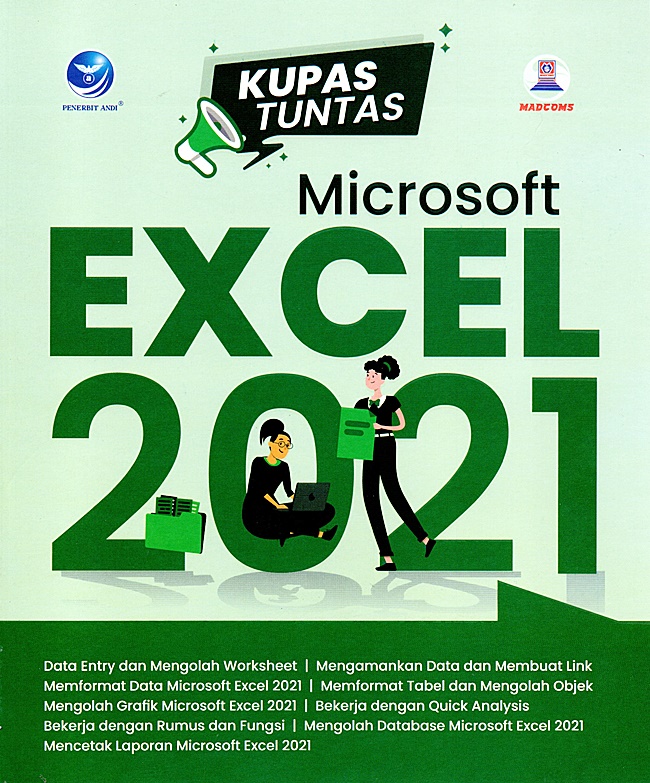 KUPAS
TUNTAS
PENERBIT ANDI®
MADCOMS
Microsoft
EXCEL
2021
Data Entry dan Mengolah Worksheet | Mengamankan Data dan Membuat Link
Memformat Data Microsoft Excel 2021 | Memformat Tabel dan Mengolah Objek
Mengolah Grafik Microsoft Excel 2021 | Bekerja dengan Quick Analysis
Bekerja dengan Rumus dan Fungsi | Mengolah Database Microsoft Excel 2021
Mencetak Laporan Microsoft Excel 2021